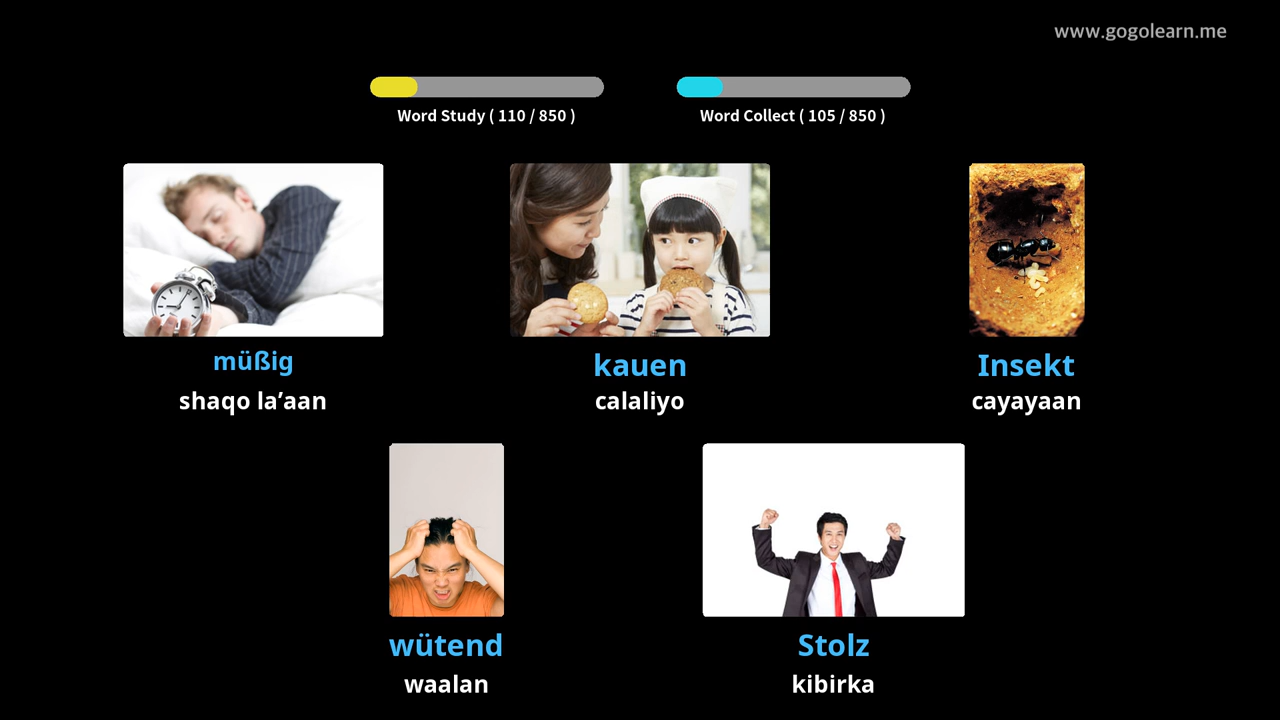 www.gogolearn.me
Word Study ( 110 / 850 )
Word Collect ( 105 / 850 )
müßig
shaqo la’aan
kauen
calaliyo
Insekt
cayayaan
wütend
waalan
Stolz
kibirka